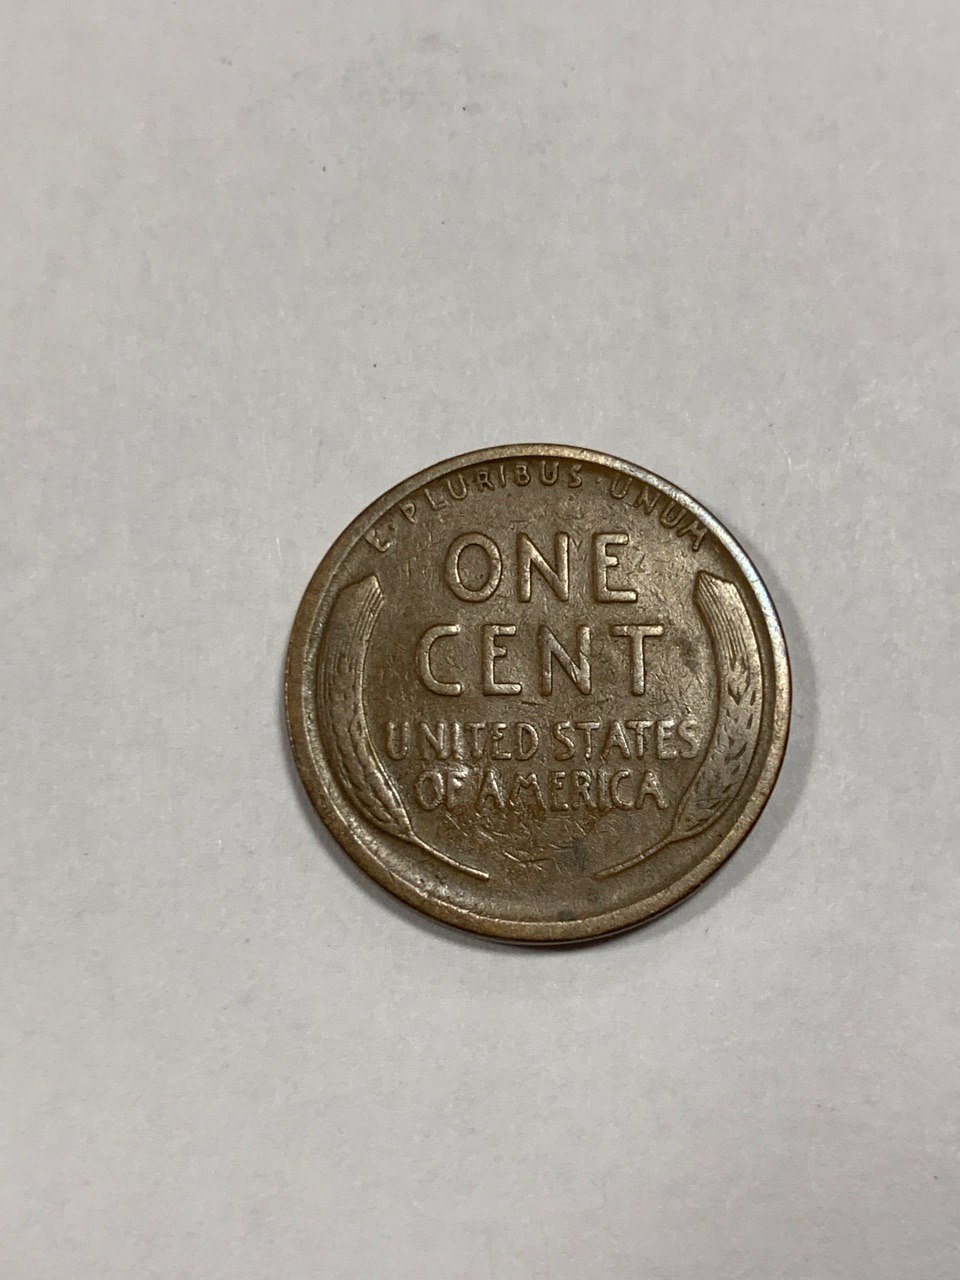 E·PLURIBUS·UNUM
ONE
CENT
UNITED STATES
OF AMERICA